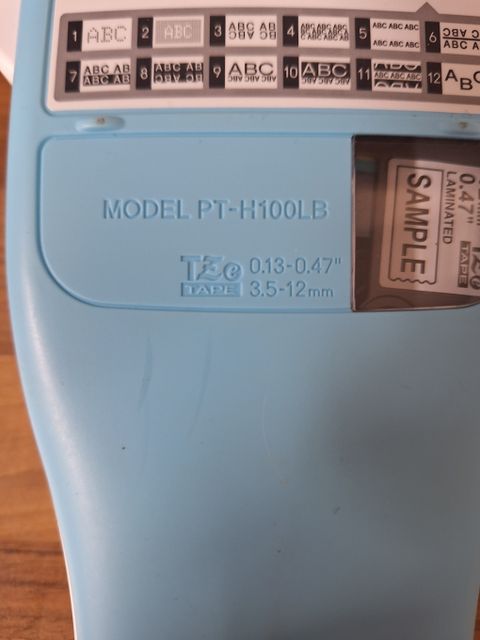 1 ABC 2 ABC 3 ABC AB 4 ABC ABC ABC 5 ABC ABC ABC 6
7 ABC AB 8 ABC AB 9 ABC 10 ABC 11 ABC 12 ABC
MODEL PT-H100LB
TZe 0.13-0.47"
TAPE 3.5-12mm
0.47"
LAMINATED
SAMPLE
TZe
TAPE